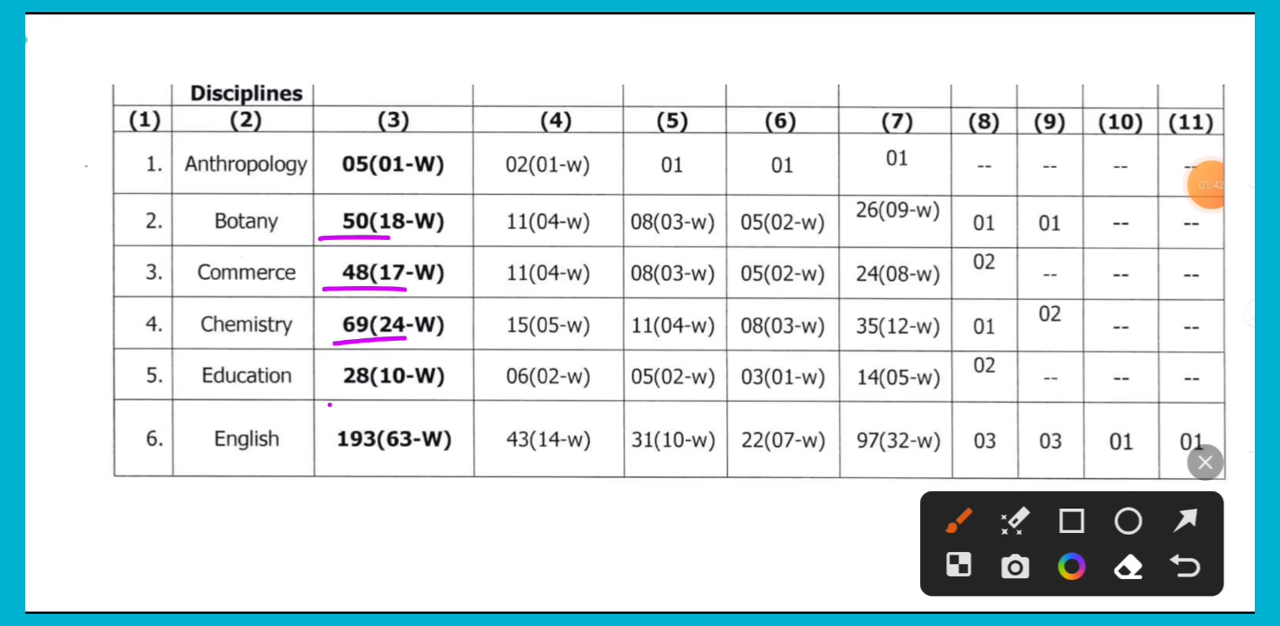 Disciplines
(1) (2) (3) (4) (5) (6) (7) (8) (9) (10) (11)
1. Anthropology 05(01-W) 02(01-w) 01 01 01 -- -- -- --
2. Botany 50(18-W) 11(04-w) 08(03-w) 05(02-w) 26(09-w) 01 01 -- --
3. Commerce 48(17-W) 11(04-w) 08(03-w) 05(02-w) 24(08-w) 02 -- -- --
4. Chemistry 69(24-W) 15(05-w) 11(04-w) 08(03-w) 35(12-w) 01 02 -- --
5. Education 28(10-W) 06(02-w) 05(02-w) 03(01-w) 14(05-w) 02 -- -- --
6. English 193(63-W) 43(14-w) 31(10-w) 22(07-w) 97(32-w) 03 03 01 01
01:42